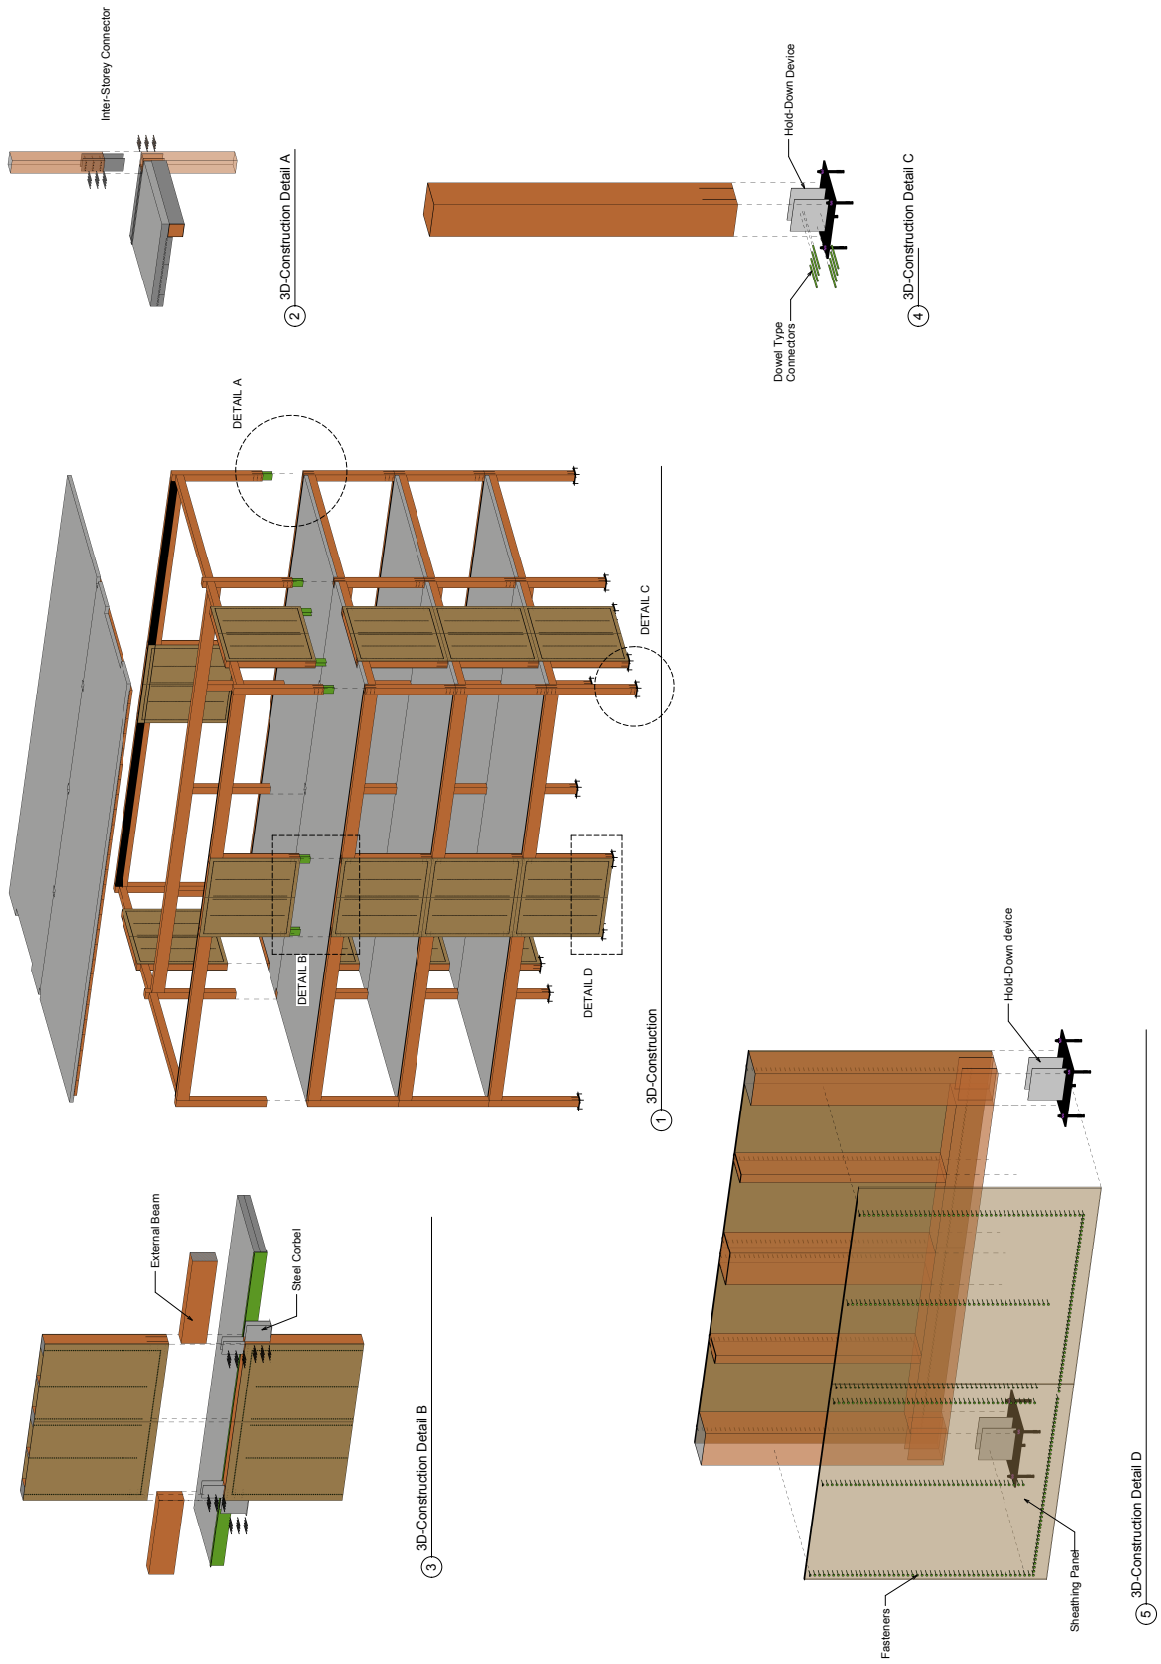 Inter-Storey Connector
2
3D-Construction Detail A
Hold-Down Device
Dowel Type
Connectors
4
3D-Construction Detail C
DETAIL A
DETAIL C
DETAIL B
DETAIL D
1
3D-Construction
External Beam
Steel Corbel
3
3D-Construction Detail B
Hold-Down device
Fasteners
Sheathing Panel
5
3D-Construction Detail D